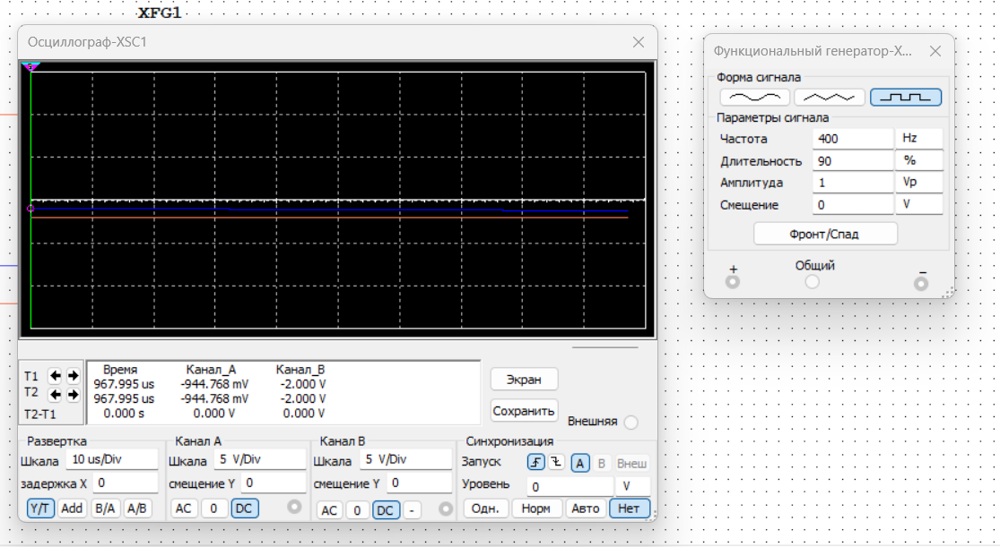 XFG1
Осциллограф-XSC1
Время Канал_A Канал_B
T1 967.995 us -944.768 mV -2.000 V
T2 967.995 us -944.768 mV -2.000 V
T2-T1 0.000 s 0.000 V 0.000 V
Экран
Сохранить
Внешняя
Развертка
Шкала 10 us/Div
задержка X 0
Y/T Add B/A A/B
Канал A
Шкала 5 V/Div
смещение Y 0
AC 0 DC
Канал B
Шкала 5 V/Div
смещение Y 0
AC 0 DC -
Синхронизация
Запуск A B Внеш
Уровень 0 V
Одн. Норм Авто Нет
Функциональный генератор-X...
Форма сигнала
Параметры сигнала
Частота 400 Hz
Длительность 90 %
Амплитуда 1 Vp
Смещение 0 V
Фронт/Спад
+ Общий −